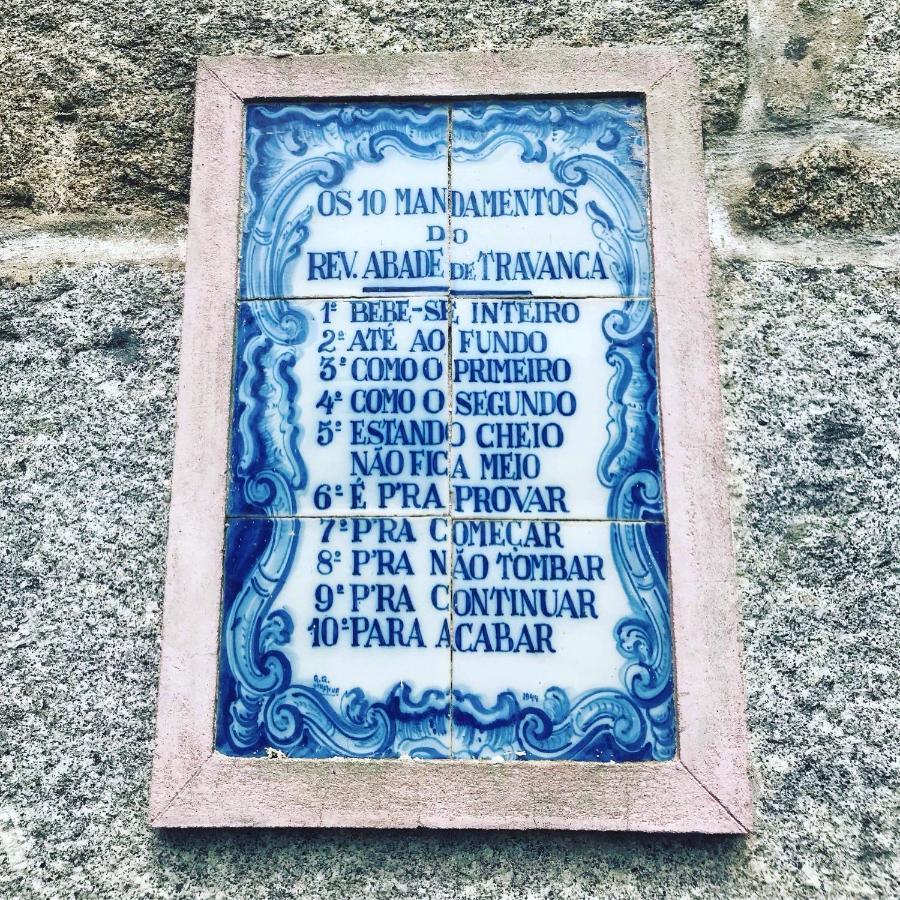 OS 10 MANDAMENTOS
DO
REV. ABADE DE TRAVANCA
1º BEBE-SE INTEIRO
2º ATÉ AO FUNDO
3º COMO O PRIMEIRO
4º COMO O SEGUNDO
5º ESTANDO CHEIO
NÃO FICA MEIO
6º É P'RA PROVAR
7º P'RA COMEÇAR
8º P'RA NÃO TOMBAR
9º P'RA CONTINUAR
10º PARA ACABAR
1944